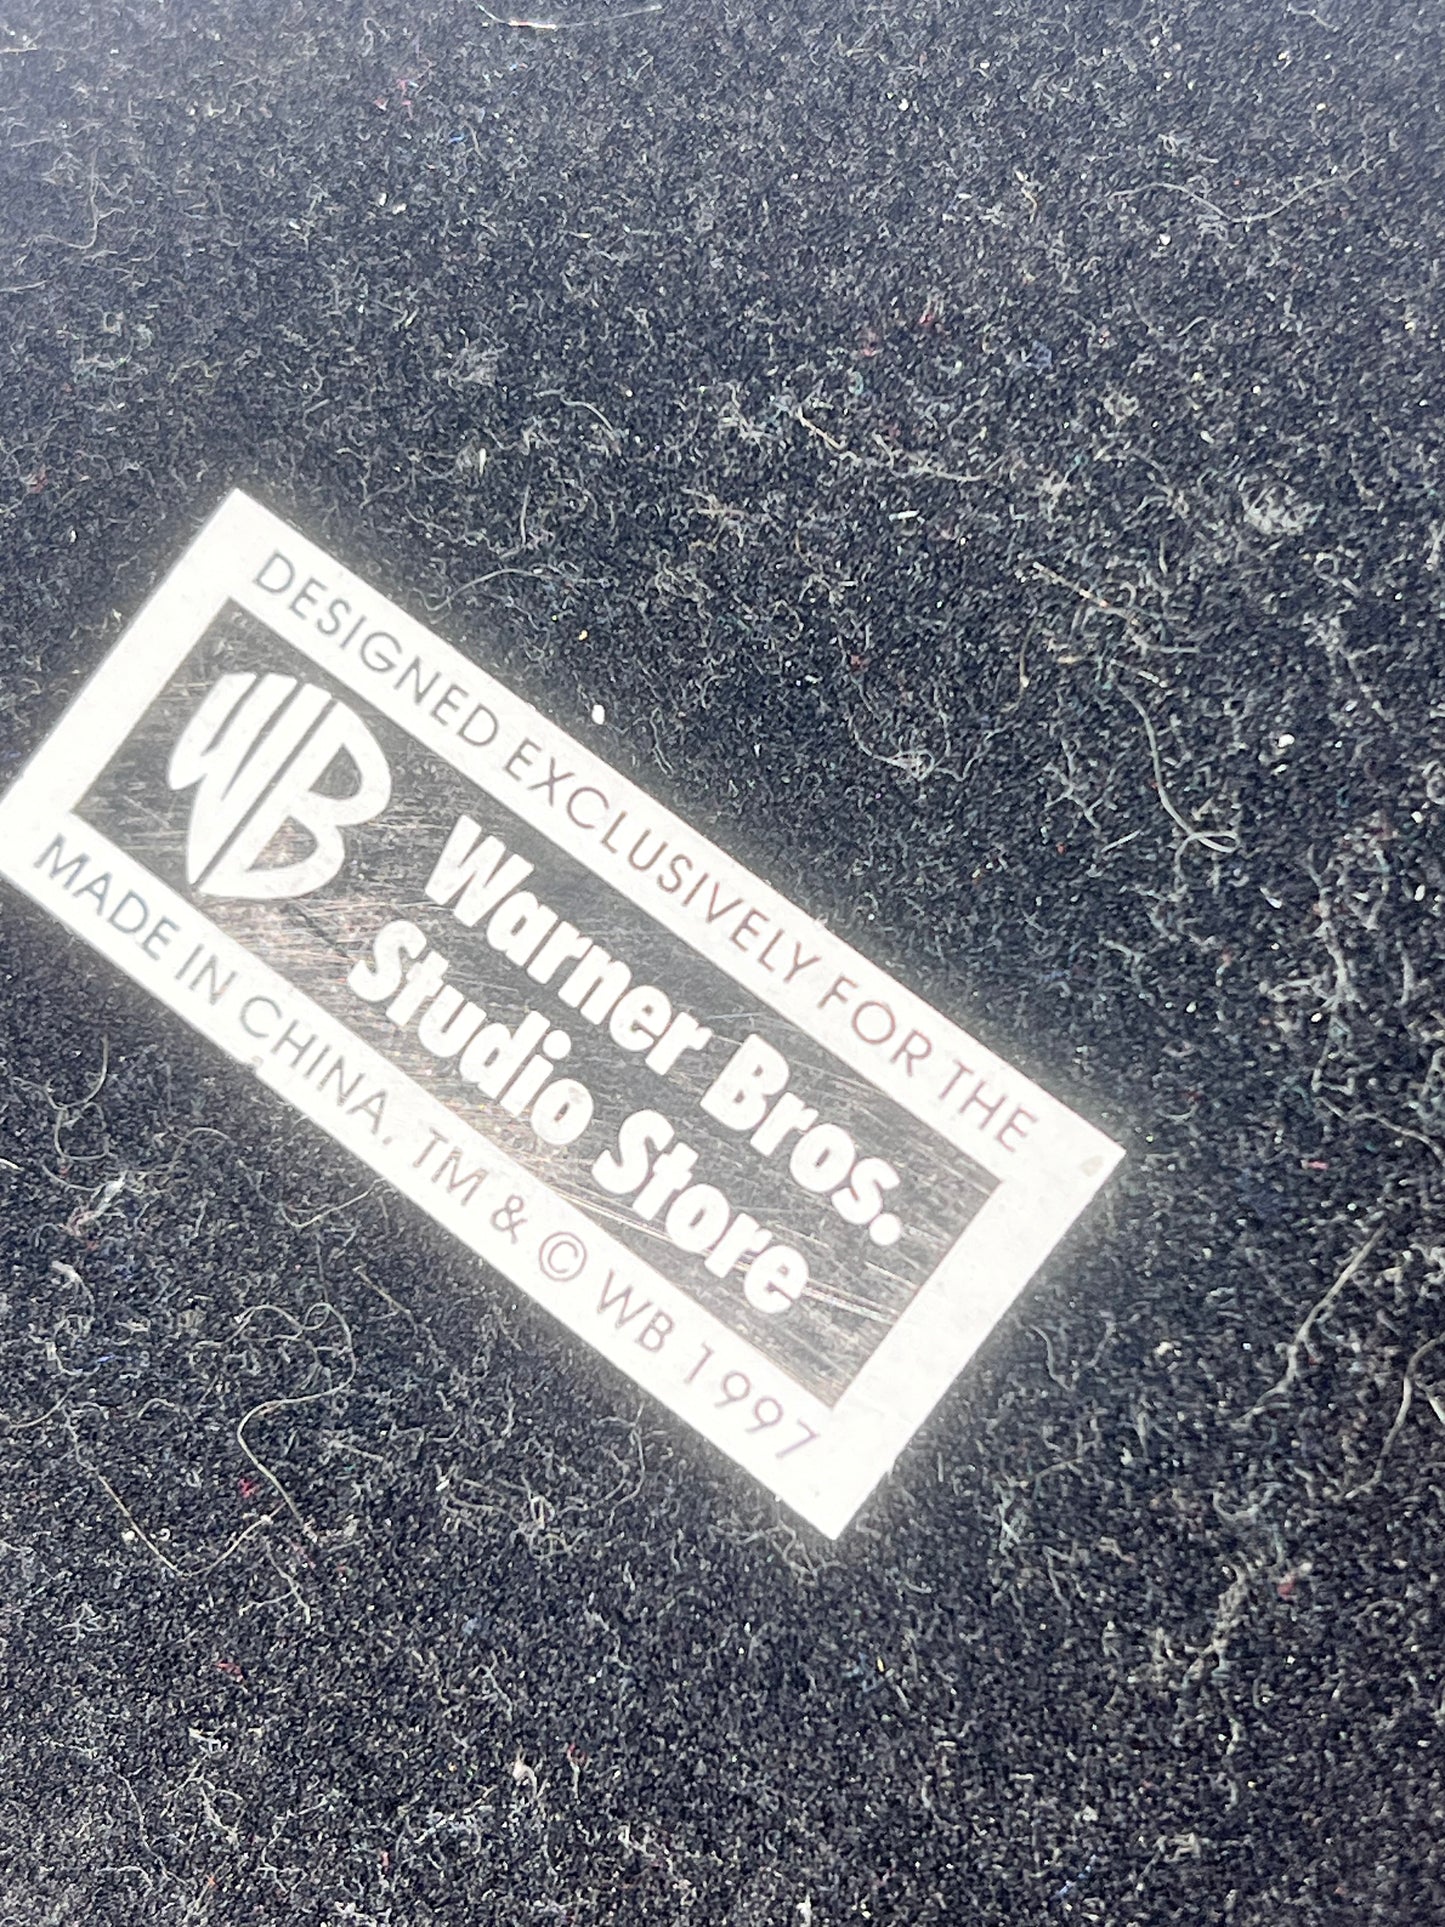 DESIGNED EXCLUSIVELY FOR THE
WB
Warner Bros.
Studio Store
MADE IN CHINA, TM & © WB 1997